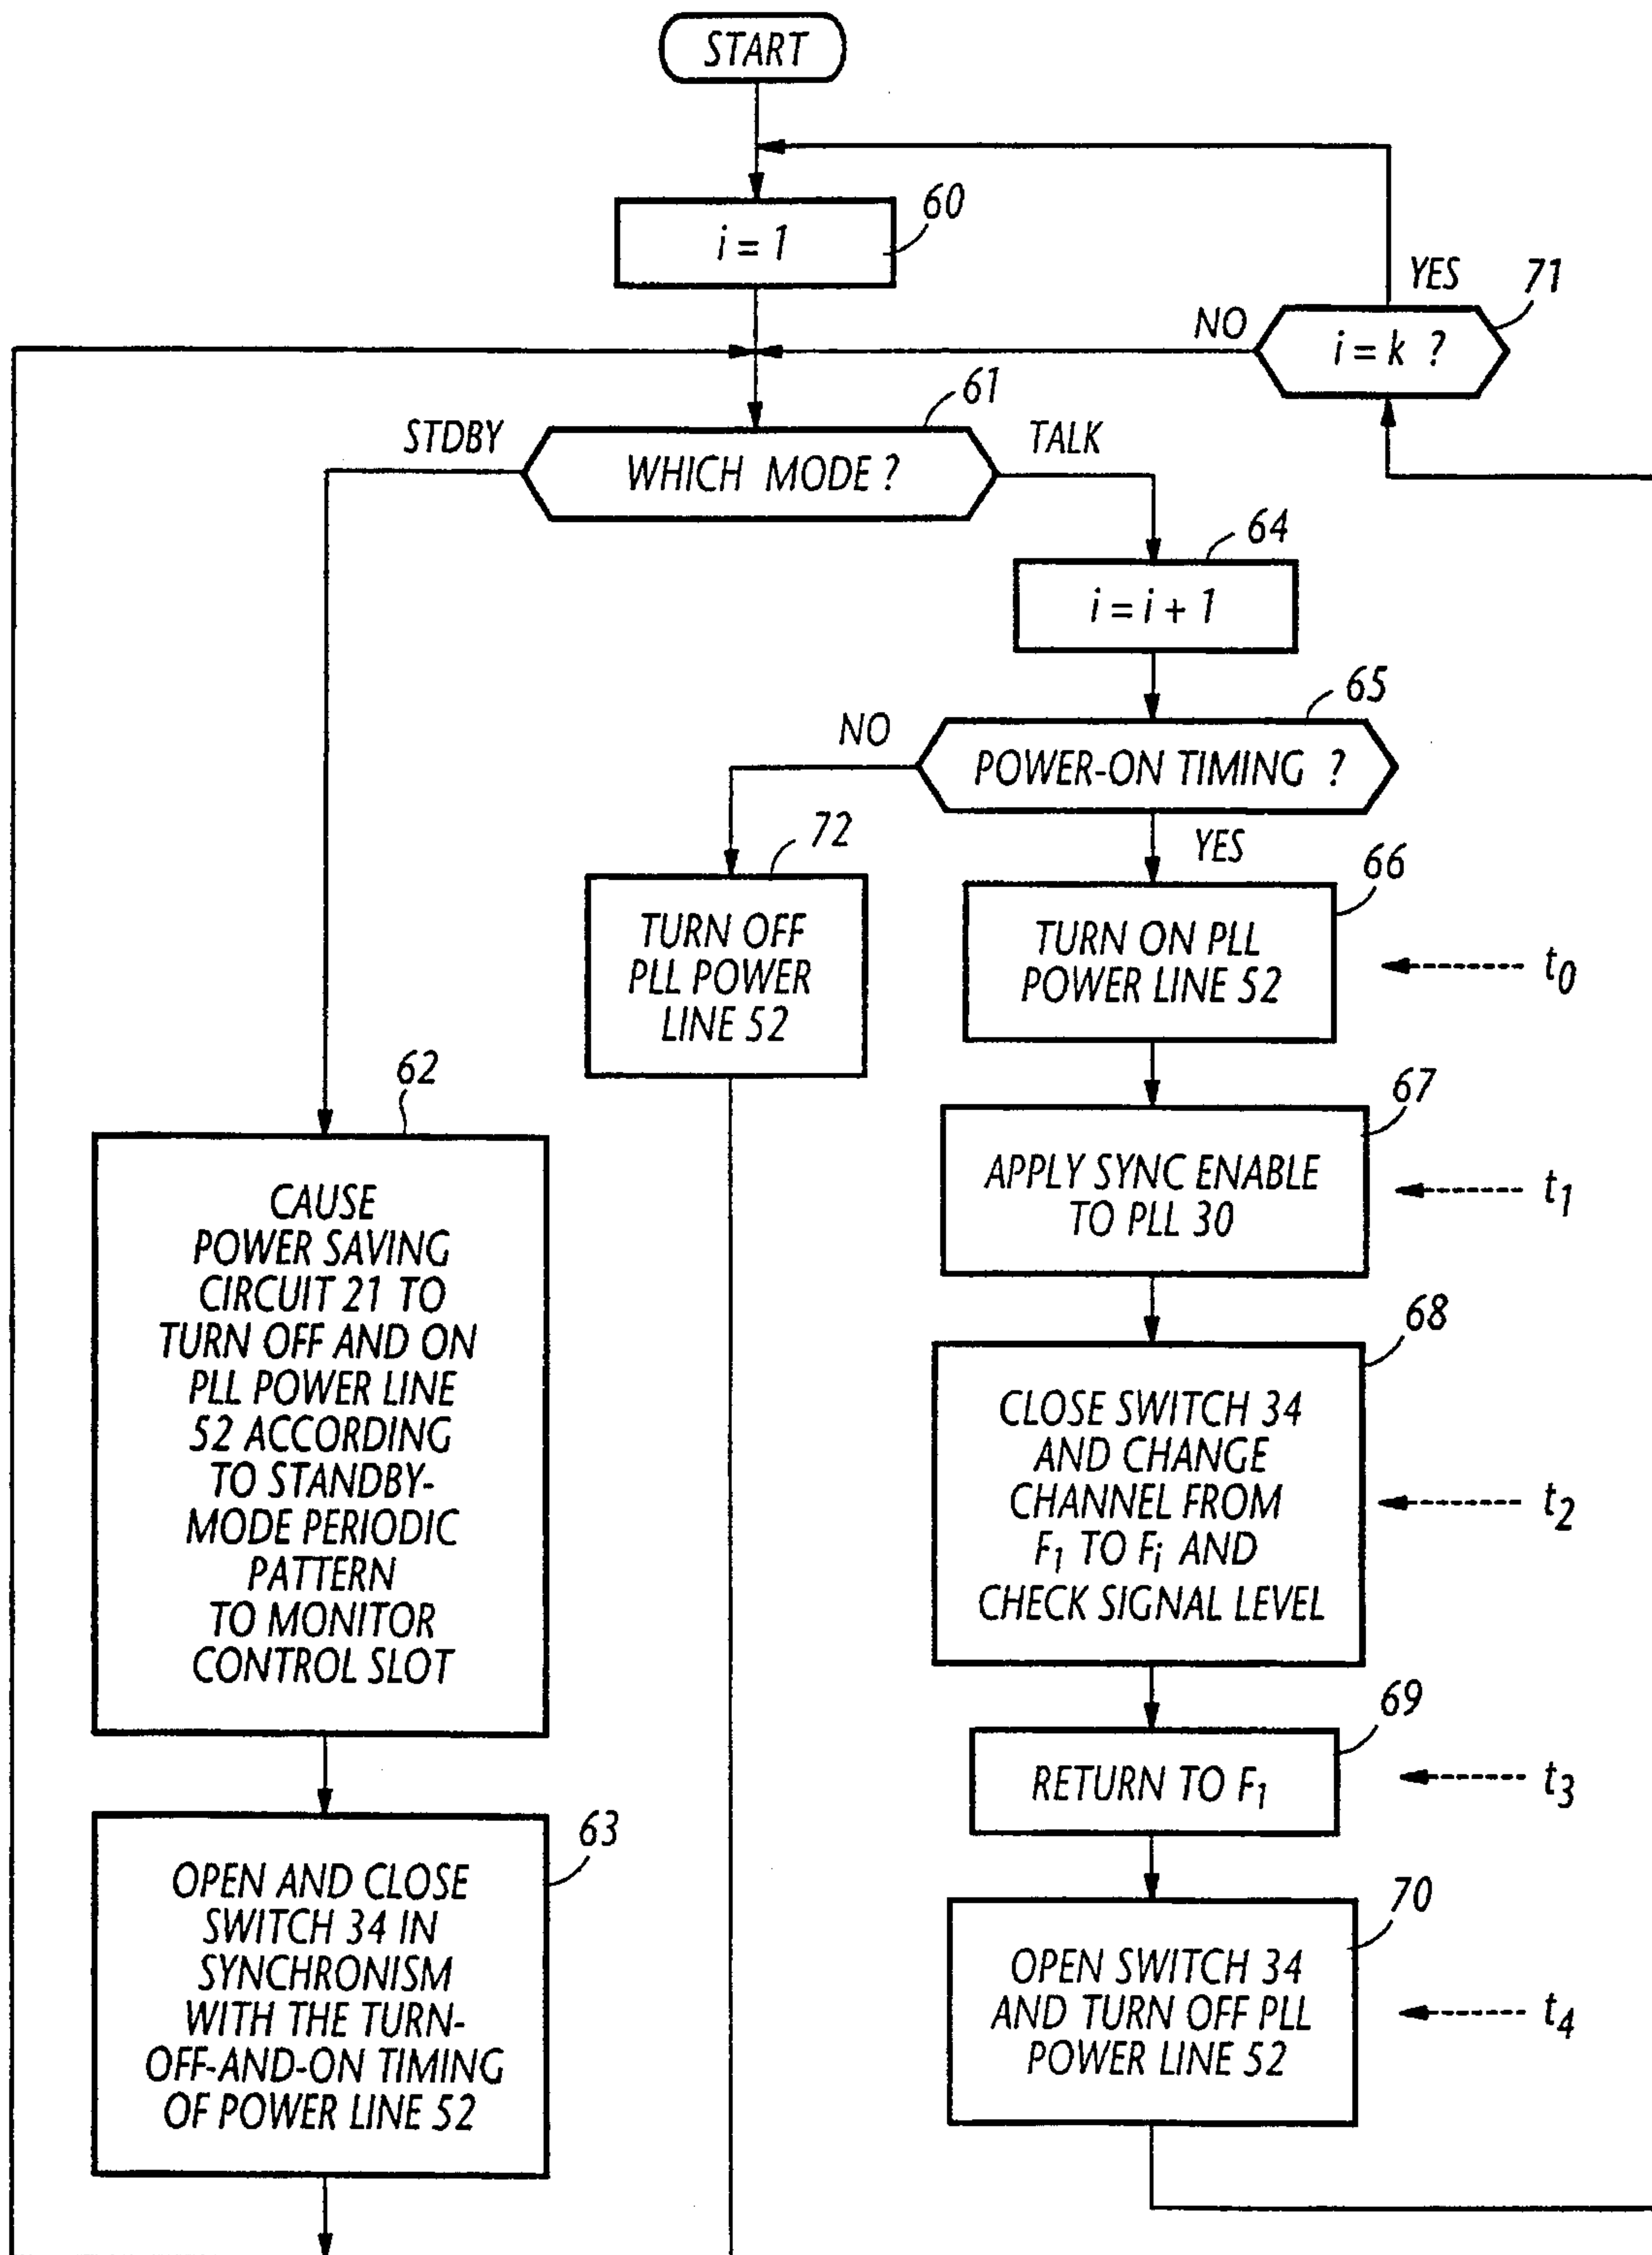 START
i = 1
60
YES
71
NO
i = k ?
61
STDBY
TALK
WHICH MODE ?
64
i = i + 1
65
NO
POWER-ON TIMING ?
72
YES
66
TURN OFF
PLL POWER
LINE 52
TURN ON PLL
POWER LINE 52
t0
62
67
CAUSE
POWER SAVING
CIRCUIT 21 TO
TURN OFF AND ON
PLL POWER LINE
52 ACCORDING
TO STANDBY-
MODE PERIODIC
PATTERN
TO MONITOR
CONTROL SLOT
APPLY SYNC ENABLE
TO PLL 30
t1
68
CLOSE SWITCH 34
AND CHANGE
CHANNEL FROM
F1 TO Fi AND
CHECK SIGNAL LEVEL
t2
69
RETURN TO F1
t3
63
OPEN AND CLOSE
SWITCH 34 IN
SYNCHRONISM
WITH THE TURN-
OFF-AND-ON TIMING
OF POWER LINE 52
70
OPEN SWITCH 34
AND TURN OFF PLL
POWER LINE 52
t4